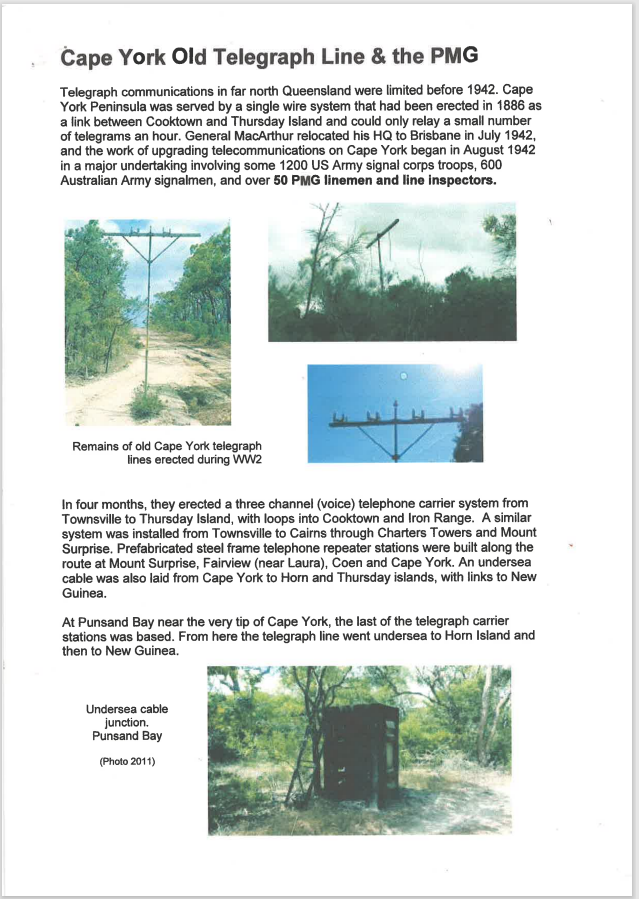 Cape York Old Telegraph Line & the PMG
Telegraph communications in far north Queensland were limited before 1942. Cape
York Peninsula was served by a single wire system that had been erected in 1886 as
a link between Cooktown and Thursday Island and could only relay a small number
of telegrams an hour. General MacArthur relocated his HQ to Brisbane in July 1942,
and the work of upgrading telecommunications on Cape York began in August 1942
in a major undertaking involving some 1200 US Army signal corps troops, 600
Australian Army signalmen, and over 50 PMG linemen and line inspectors.
Remains of old Cape York telegraph
lines erected during WW2
In four months, they erected a three channel (voice) telephone carrier system from
Townsville to Thursday Island, with loops into Cooktown and Iron Range. A similar
system was installed from Townsville to Cairns through Charters Towers and Mount
Surprise. Prefabricated steel frame telephone repeater stations were built along the
route at Mount Surprise, Fairview (near Laura), Coen and Cape York. An undersea
cable was also laid from Cape York to Horn and Thursday islands, with links to New
Guinea.
At Punsand Bay near the very tip of Cape York, the last of the telegraph carrier
stations was based. From here the telegraph line went undersea to Horn Island and
then to New Guinea.
Undersea cable
junction.
Punsand Bay
(Photo 2011)